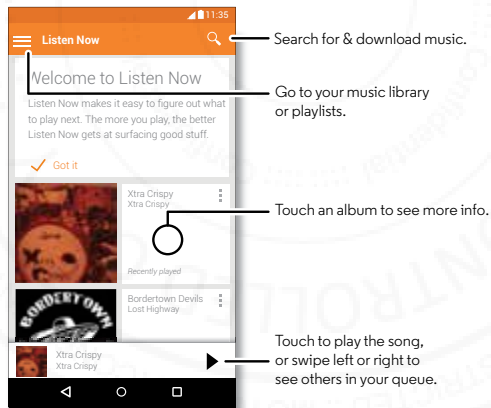 11:35
Listen Now
Search for & download music.
Welcome to Listen Now
Go to your music library
or playlists.
Listen Now makes it easy to figure out what
to play next. The more you play, the better
Listen Now gets at surfacing good stuff.
Got it
Xtra Crispy
Xtra Crispy
Touch an album to see more info.
Recently played
BORDERTOWN
Bordertown Devils
Lost Highway
Touch to play the song,
or swipe left or right to
see others in your queue.
Xtra Crispy
Xtra Crispy